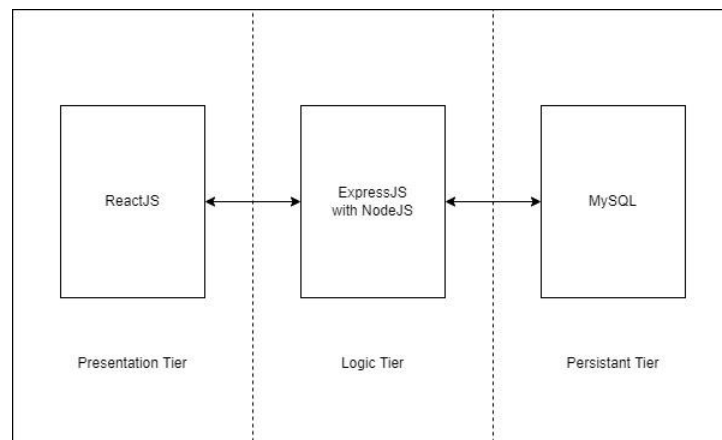 ReactJS
ExpressJS
with NodeJS
MySQL
Presentation Tier
Logic Tier
Persistant Tier